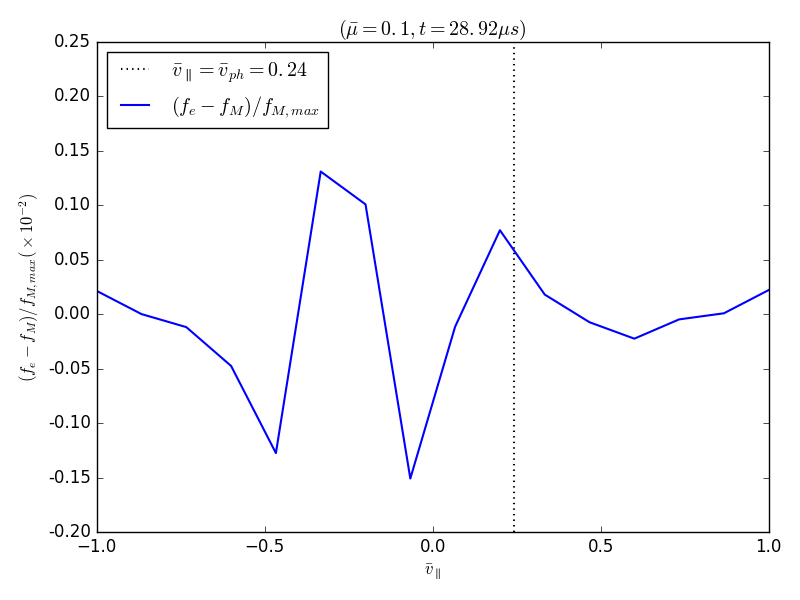 (μ̄ = 0.1, t = 28.92μs)
v̄∥ = v̄ph = 0.24
(fe − fM)/fM,max
0.25
0.20
0.15
0.10
0.05
0.00
-0.05
-0.10
-0.15
-0.20
(fe − fM)/fM,max(×10−2)
−1.0 −0.5 0.0 0.5 1.0
v̄∥